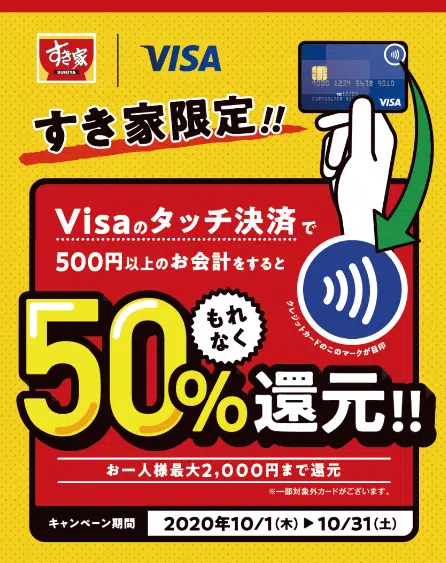 すき家
SUKIYA
VISA
4000 1234 5678 9010
VISA
すき家限定!!
Visaのタッチ決済で
500円以上のお会計をすると
クレジットカードのこのマークが目印
もれなく
50%還元!!
お一人様最大2,000円まで還元
※一部対象外カードがございます。
キャンペーン期間 2020年10/1(木)▶10/31(土)